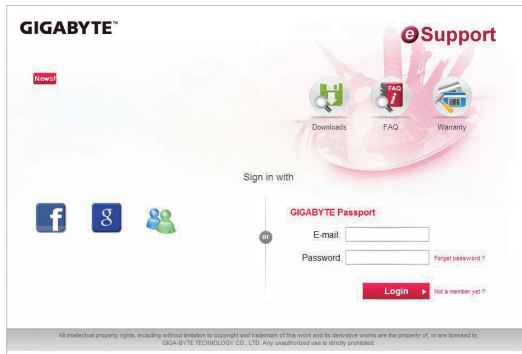 GIGABYTE™
eSupport
News!
FAQ
Downloads
FAQ
Warranty
Sign in with
GIGABYTE Passport
or
E-mail:
Password
Forget password ?
Login
Not a member yet ?
All intellectual property rights, including without limitation to copyright and trademark of this work and its derivative works are the property of, or are licensed to,
GIGA-BYTE TECHNOLOGY CO., LTD. Any unauthorized use is strictly prohibited.